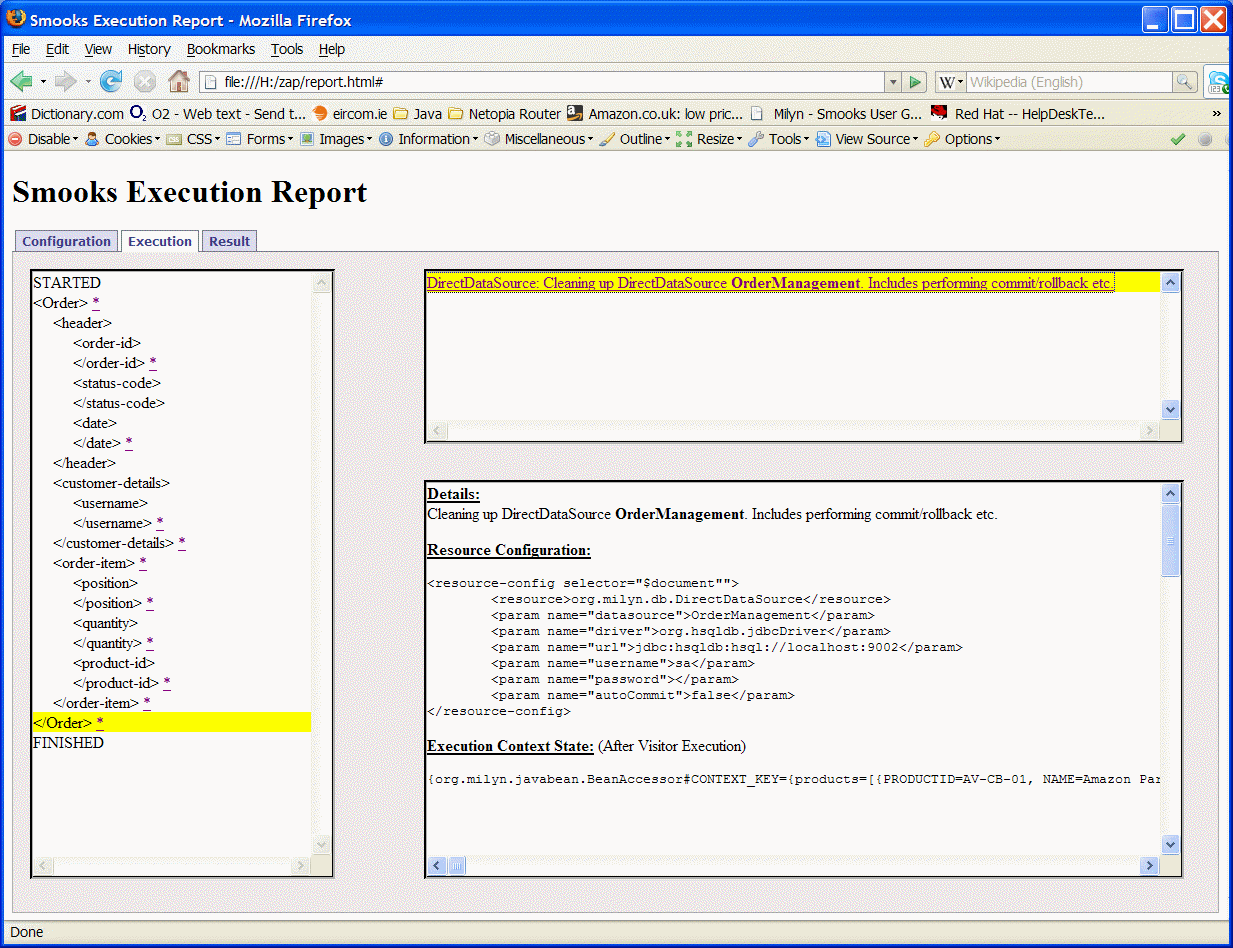 Smooks Execution Report - Mozilla Firefox
File Edit View History Bookmarks Tools Help
file:///H:/zap/report.html# W Wikipedia (English)
Dictionary.com O2 - Web text - Send t... eircom.ie Java Netopia Router Amazon.co.uk: low pric... Milyn - Smooks User G... Red Hat -- HelpDeskTe... »
Disable Cookies CSS Forms Images Information Miscellaneous Outline Resize Tools View Source Options
Smooks Execution Report
Configuration Execution Result
STARTED
<Order> *
<header>
<order-id>
</order-id> *
<status-code>
</status-code>
<date>
</date> *
</header>
<customer-details>
<username>
</username> *
</customer-details> *
<order-item> *
<position>
</position> *
<quantity>
</quantity> *
<product-id>
</product-id> *
</order-item> *
</Order> *
FINISHED
DirectDataSource: Cleaning up DirectDataSource OrderManagement. Includes performing commit/rollback etc.
Details:
Cleaning up DirectDataSource OrderManagement. Includes performing commit/rollback etc.
Resource Configuration:
<resource-config selector="$document"">
<resource>org.milyn.db.DirectDataSource</resource>
<param name="datasource">OrderManagement</param>
<param name="driver">org.hsqldb.jdbcDriver</param>
<param name="url">jdbc:hsqldb:hsql://localhost:9002</param>
<param name="username">sa</param>
<param name="password"></param>
<param name="autoCommit">false</param>
</resource-config>
Execution Context State: (After Visitor Execution)
{org.milyn.javabean.BeanAccessor#CONTEXT_KEY={products=[{PRODUCTID=AV-CB-01, NAME=Amazon Par
Done